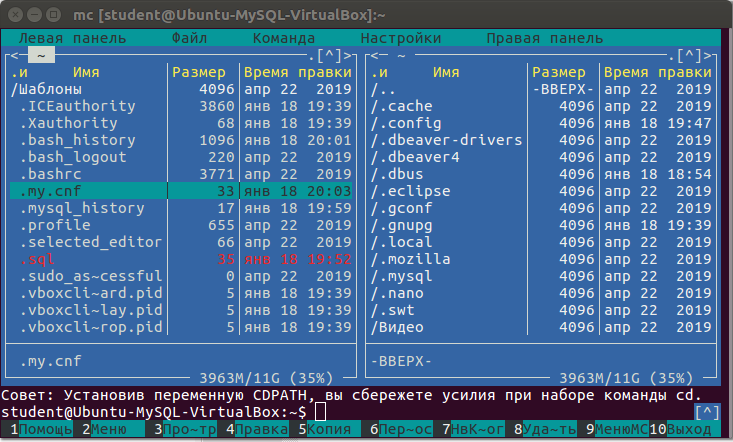 mc [student@Ubuntu-MySQL-VirtualBox]:~
Левая панель Файл Команда Настройки Правая панель
<─ ~ .[^]> <─ ~ .[^]>
.и Имя Размер Время правки .и Имя Размер Время правки
/Шаблоны 4096 апр 22 2019 /.. -ВВЕРХ- апр 22 2019
.ICEauthority 3860 янв 18 19:39 /.cache 4096 апр 22 2019
.Xauthority 68 янв 18 19:39 /.config 4096 янв 18 19:47
.bash_history 1096 янв 18 20:01 /.dbeaver-drivers 4096 апр 22 2019
.bash_logout 220 апр 22 2019 /.dbeaver4 4096 апр 22 2019
.bashrc 3771 апр 22 2019 /.dbus 4096 янв 18 18:54
.my.cnf 33 янв 18 20:03 /.eclipse 4096 апр 22 2019
.mysql_history 17 янв 18 19:59 /.gconf 4096 апр 22 2019
.profile 655 апр 22 2019 /.gnupg 4096 янв 18 19:39
.selected_editor 66 апр 22 2019 /.local 4096 апр 22 2019
.sql 35 янв 18 19:52 /.mozilla 4096 апр 22 2019
.sudo_as~cessful 0 апр 22 2019 /.mysql 4096 апр 22 2019
.vboxcli~ard.pid 5 янв 18 19:39 /.nano 4096 апр 22 2019
.vboxcli~lay.pid 5 янв 18 19:39 /.swt 4096 апр 22 2019
.vboxcli~rop.pid 5 янв 18 19:39 /Видео 4096 апр 22 2019
.my.cnf -ВВЕРХ-
3963M/11G (35%) 3963M/11G (35%)
Совет: Установив переменную CDPATH, вы сбережете усилия при наборе команды cd.
student@Ubuntu-MySQL-VirtualBox:~$ [^]
1Помощь 2Меню 3Про~тр 4Правка 5Копия 6Пер~ос 7НвК~ог 8Уда~ть 9МенюMC 10Выход